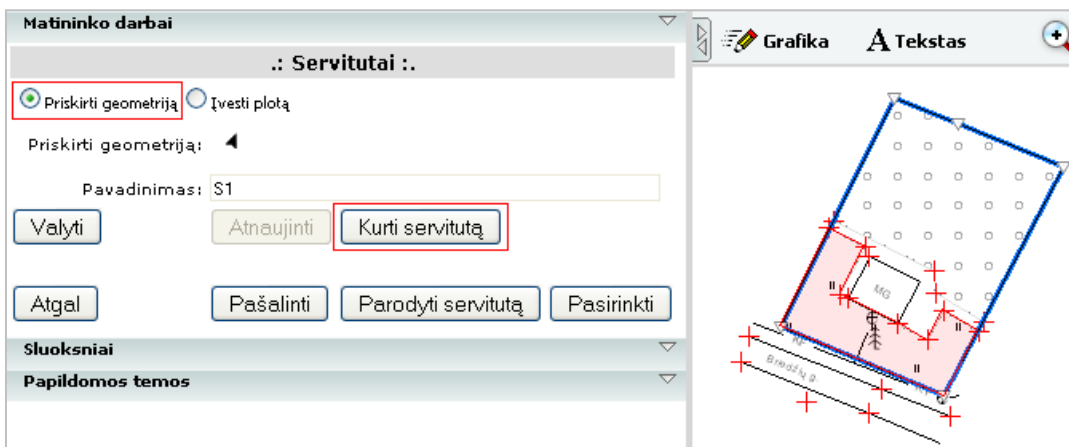 Matininko darbai
.: Servitutai :.
Priskirti geometriją Įvesti plotą
Priskirti geometriją:
Pavadinimas: S1
Valyti Atnaujinti Kurti servitutą
Atgal Pašalinti Parodyti servitutą Pasirinkti
Sluoksniai
Papildomos temos
Grafika A Tekstas
MG
Briedžių g.